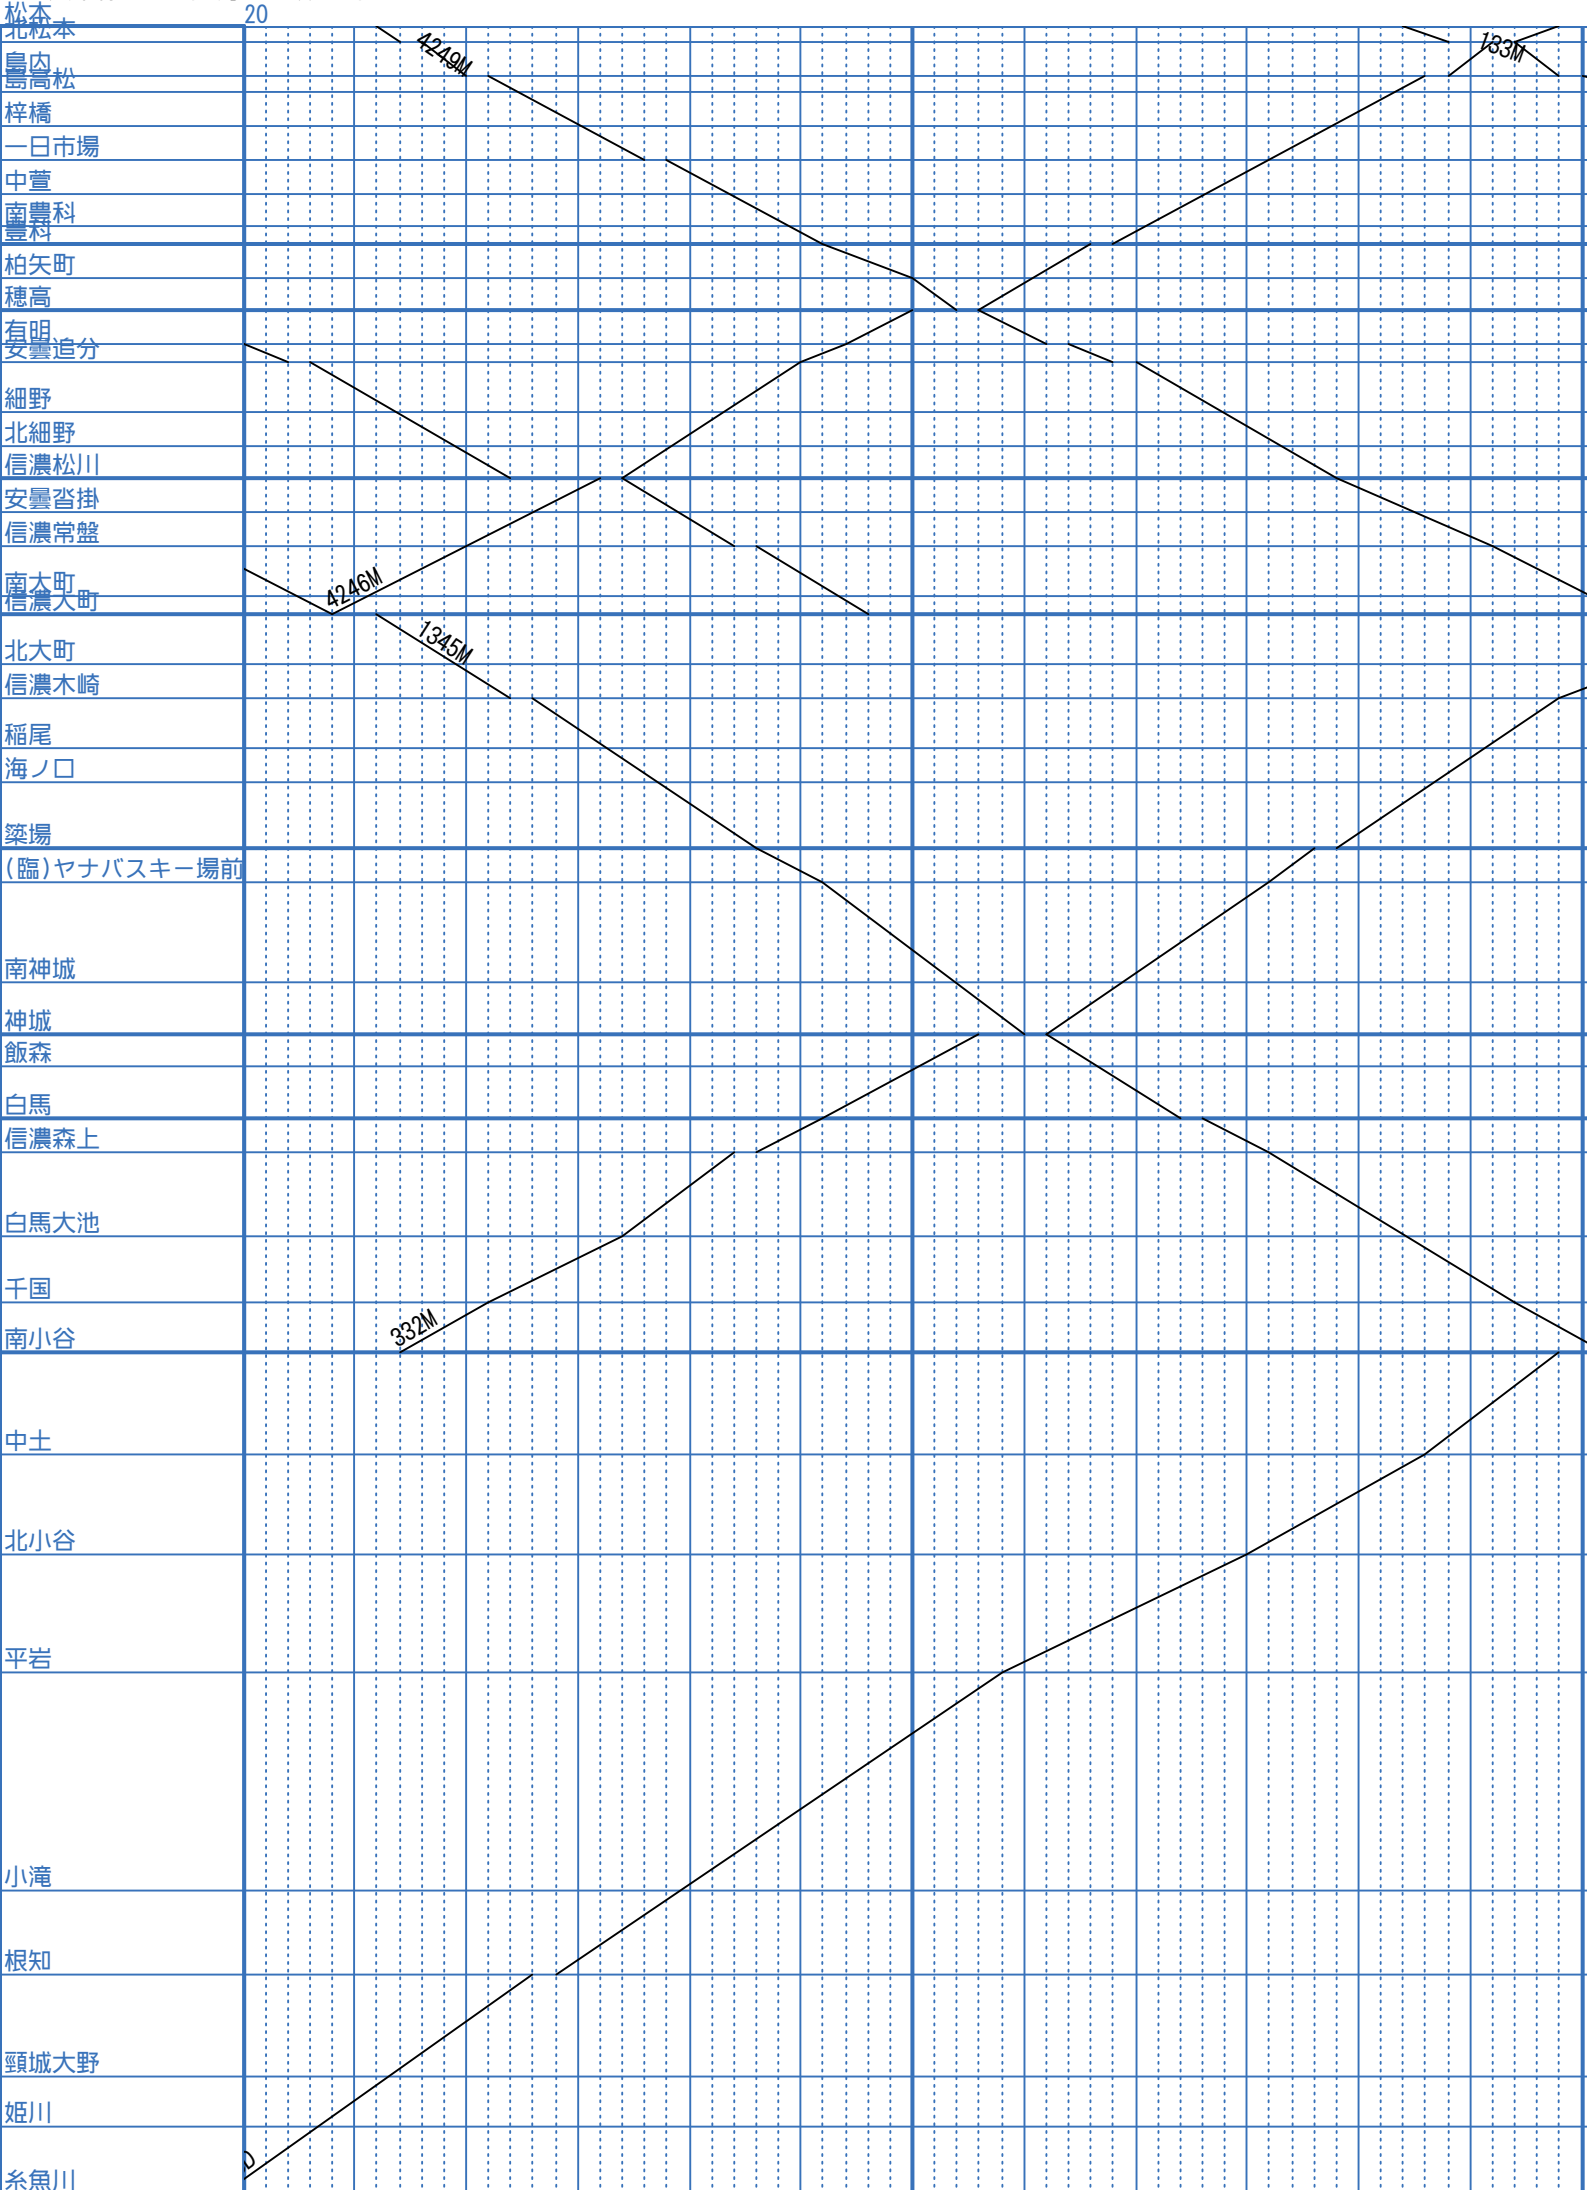 松本
20
北松本
4249M
133M
島内
島高松
梓橋
一日市場
中萱
南豊科
豊科
柏矢町
穂高
有明
安曇追分
細野
北細野
信濃松川
安曇沓掛
信濃常盤
南大町
4246M
信濃大町
1345M
北大町
信濃木崎
稲尾
海ノ口
簗場
(臨)ヤナバスキー場前
南神城
神城
飯森
白馬
信濃森上
白馬大池
千国
332M
南小谷
中土
北小谷
平岩
小滝
根知
頸城大野
姫川
D
糸魚川